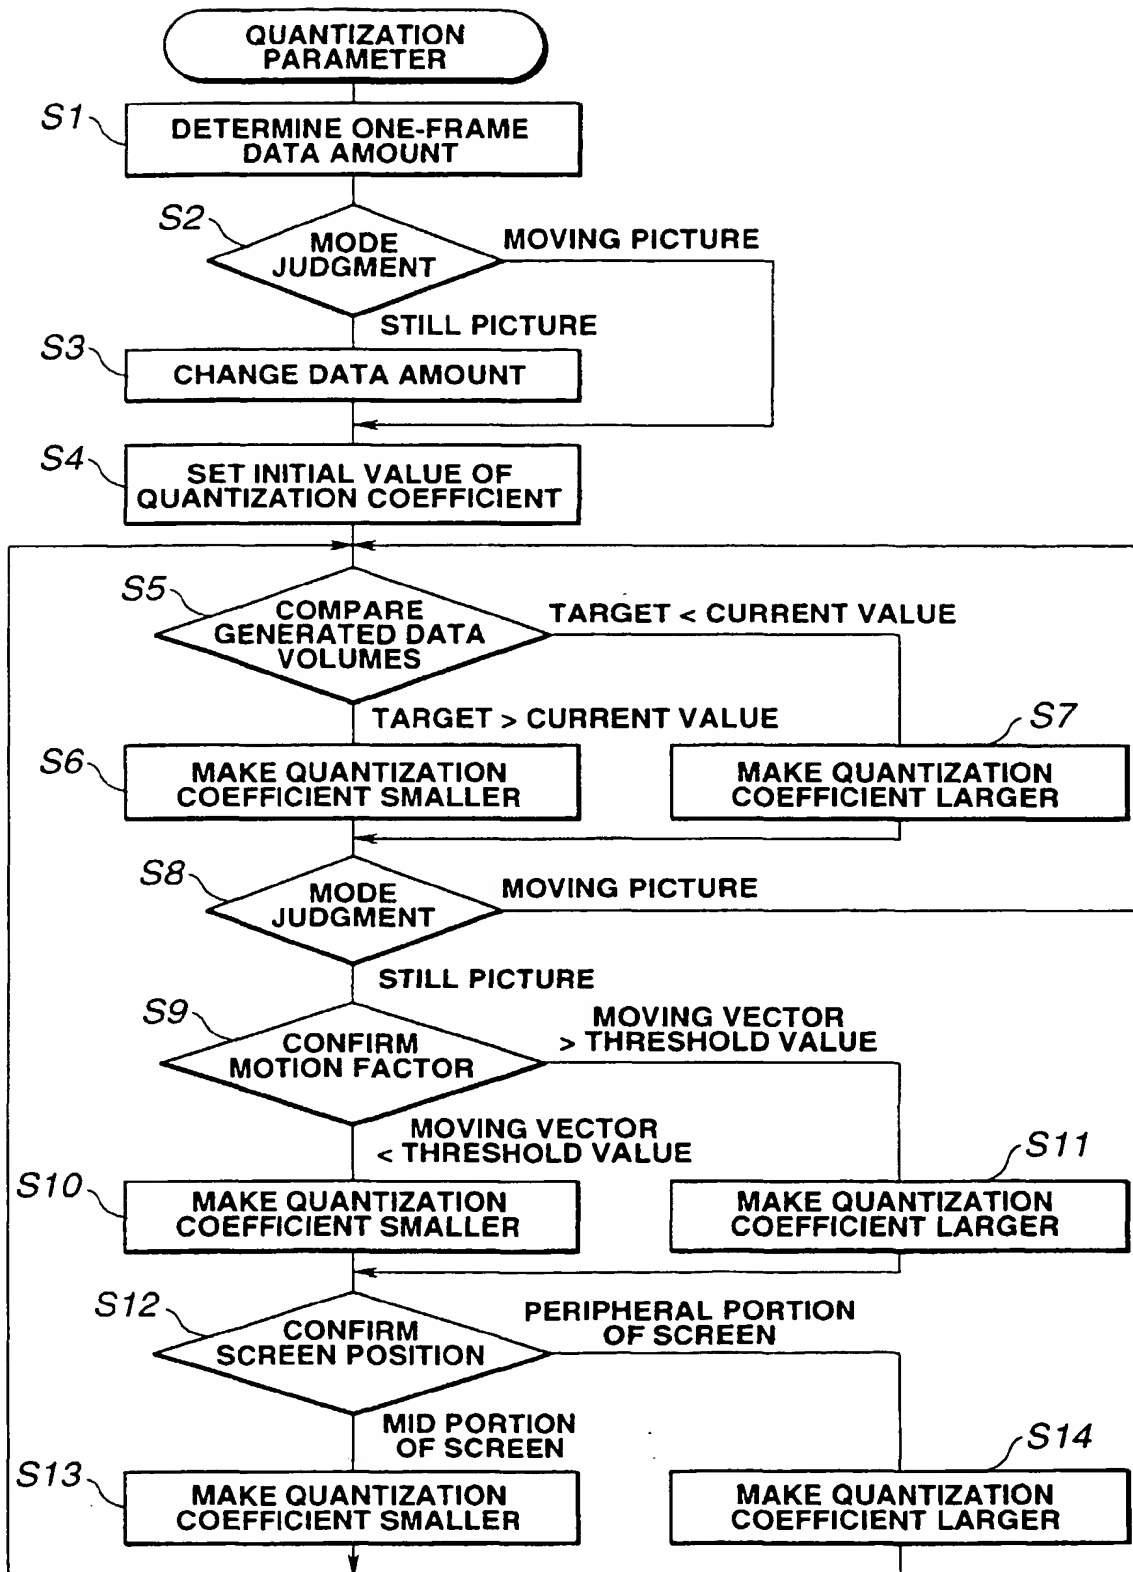 QUANTIZATION
PARAMETER
S1
DETERMINE ONE-FRAME
DATA AMOUNT
S2
MODE
JUDGMENT
MOVING PICTURE
STILL PICTURE
S3
CHANGE DATA AMOUNT
S4
SET INITIAL VALUE OF
QUANTIZATION COEFFICIENT
S5
COMPARE
GENERATED DATA
VOLUMES
TARGET < CURRENT VALUE
TARGET > CURRENT VALUE
S6
MAKE QUANTIZATION
COEFFICIENT SMALLER
S7
MAKE QUANTIZATION
COEFFICIENT LARGER
S8
MODE
JUDGMENT
MOVING PICTURE
STILL PICTURE
S9
CONFIRM
MOTION FACTOR
MOVING VECTOR
> THRESHOLD VALUE
MOVING VECTOR
< THRESHOLD VALUE
S10
MAKE QUANTIZATION
COEFFICIENT SMALLER
S11
MAKE QUANTIZATION
COEFFICIENT LARGER
S12
CONFIRM
SCREEN POSITION
PERIPHERAL PORTION
OF SCREEN
MID PORTION
OF SCREEN
S13
MAKE QUANTIZATION
COEFFICIENT SMALLER
S14
MAKE QUANTIZATION
COEFFICIENT LARGER